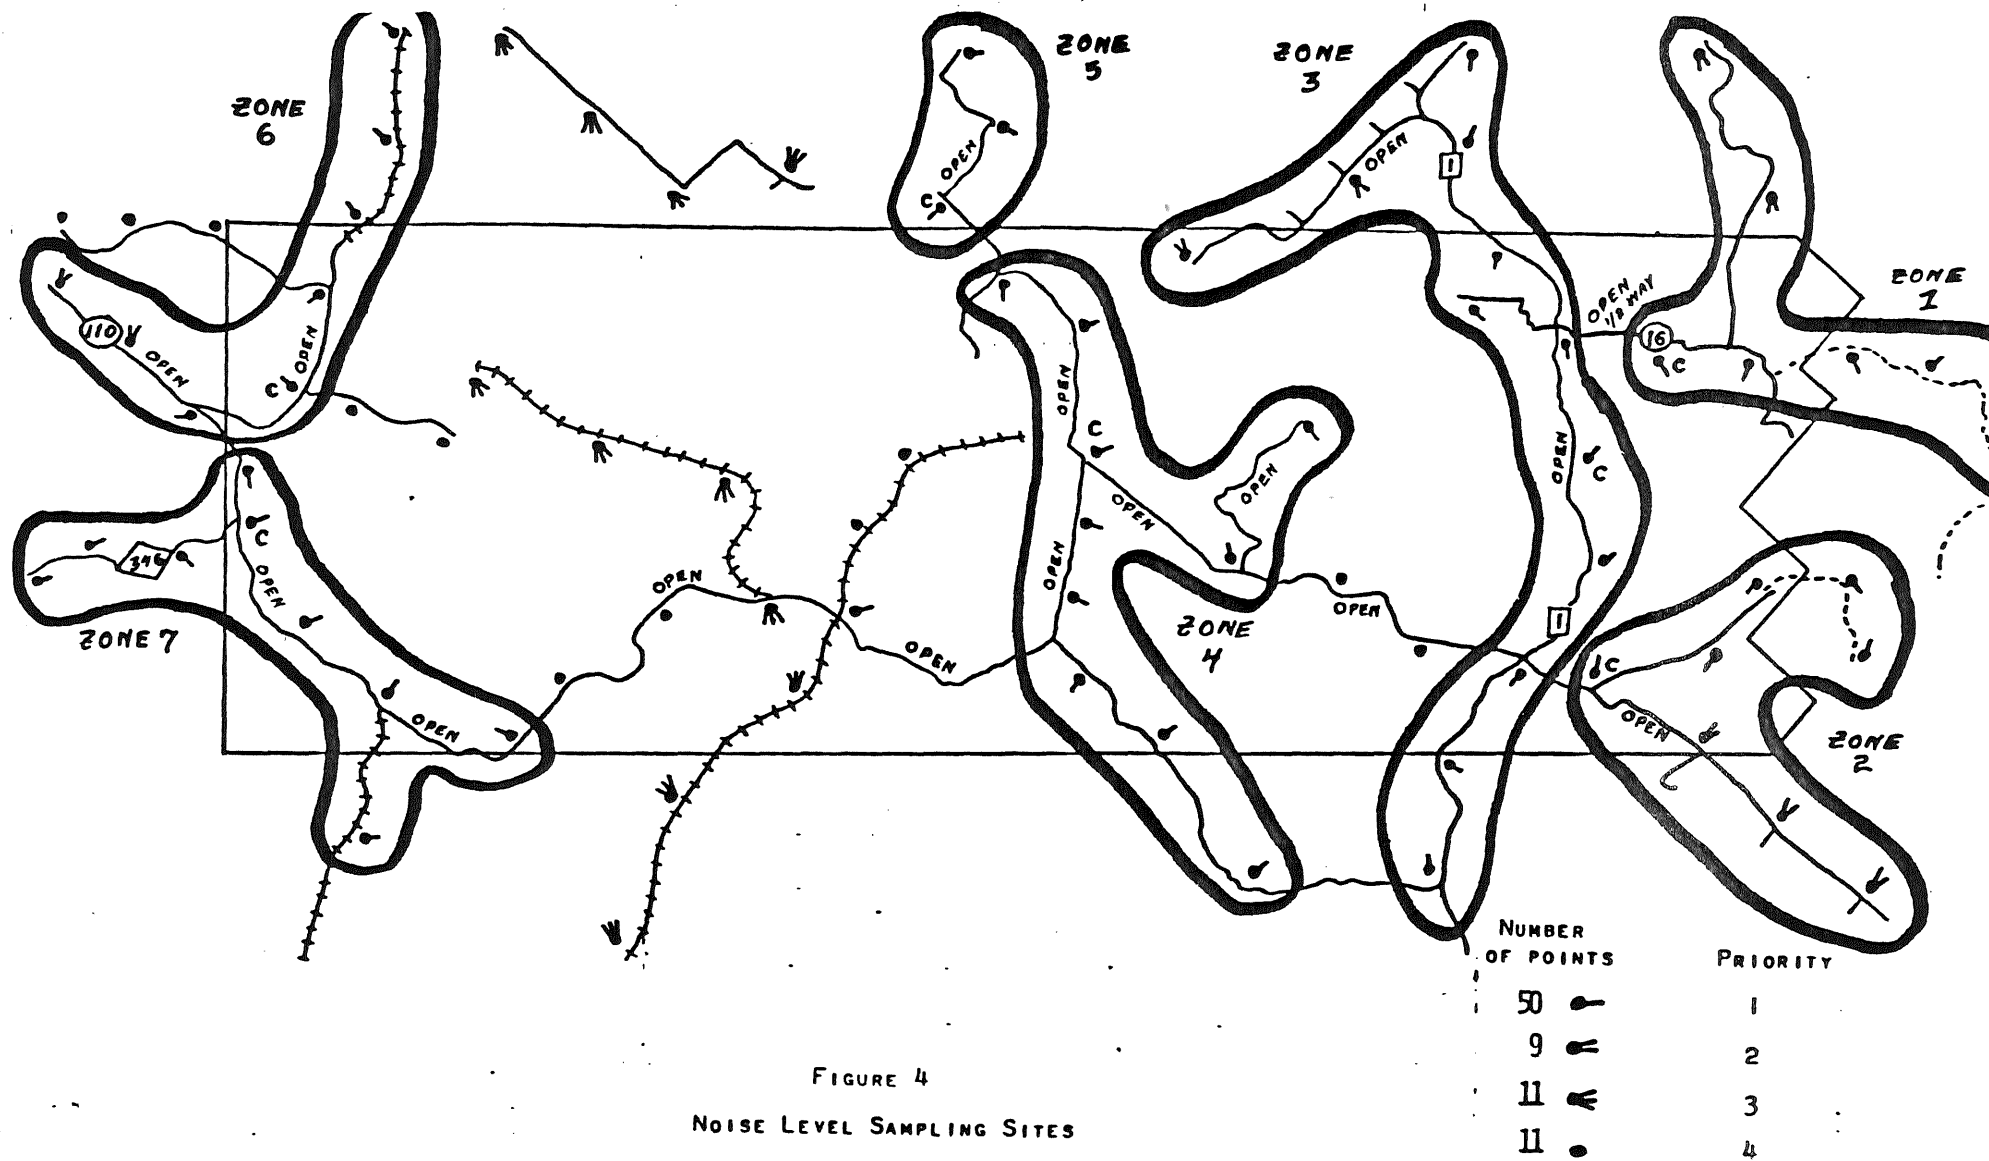 ZONE
5
ZONE
3
ZONE
6
OPEN
OPEN
1
C
ZONE
1
OPEN
1/2 WAY
110
OPEN
OPEN
C
16
C
OPEN
C
OPEN
OPEN
OPEN
C
C
346
OPEN
OPEN
OPEN
OPEN
ZONE 7
ZONE
4
1
OPEN
C
OPEN
OPEN
ZONE
2
NUMBER
OF POINTS
PRIORITY
50 1
9 2
11 3
11 4
FIGURE 4
NOISE LEVEL SAMPLING SITES